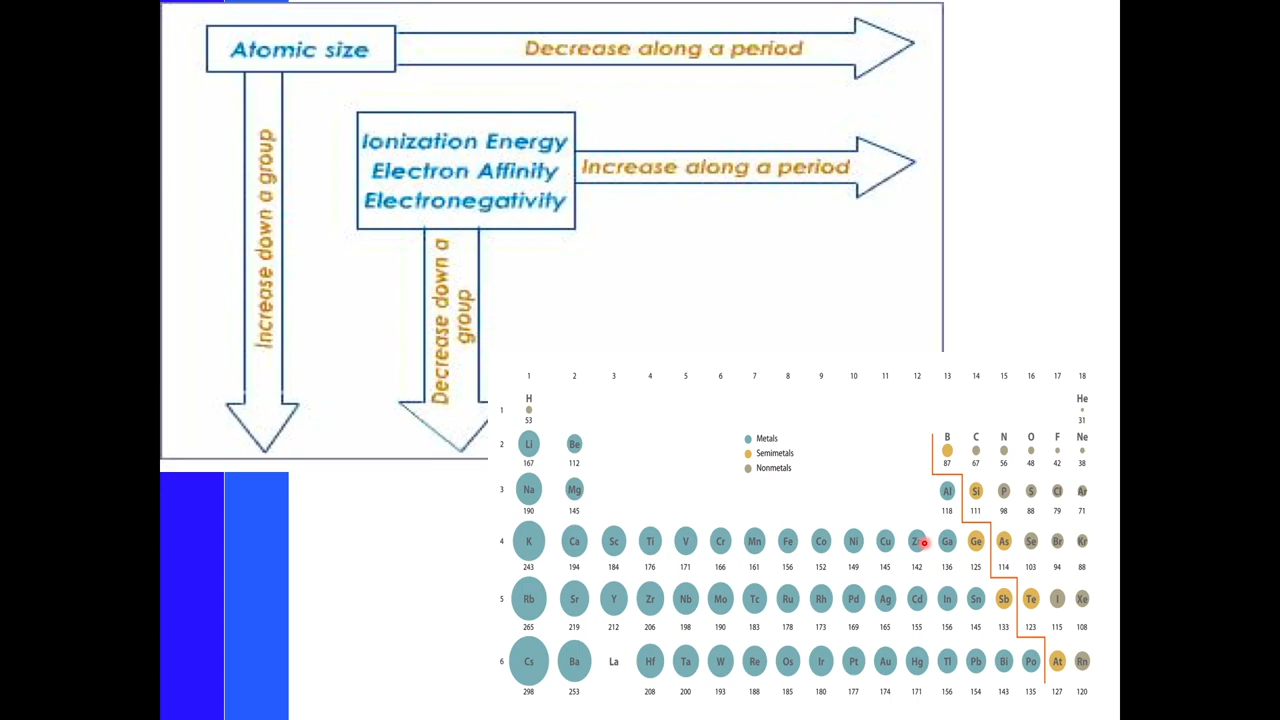 Atomic size
Decrease along a period
Increase down a group
Ionization Energy
Electron Affinity
Electronegativity
Increase along a period
Decrease down a
group
1 2 3 4 5 6 7 8 9 10 11 12 13 14 15 16 17 18
H He
1
53 31
Metals
Semimetals
Nonmetals
B C N O F Ne
2 Li Be
167 112 87 67 56 48 42 38
3 Na Mg Al Si P S Cl Ar
190 145 118 111 98 88 79 71
4 K Ca Sc Ti V Cr Mn Fe Co Ni Cu Ga Ge As Se Br Kr
243 194 184 176 171 166 161 156 152 149 145 142 136 125 114 103 94 88
5 Rb Sr Y Zr Nb Mo Tc Ru Rh Pd Ag Cd In Sn Sb Te I Xe
265 219 212 206 198 190 183 178 173 169 165 155 156 145 133 123 115 108
6 Cs Ba La Hf Ta W Re Os Ir Pt Au Hg Tl Pb Bi Po At Rn
298 253 208 200 193 188 185 180 177 174 171 156 154 143 135 127 120